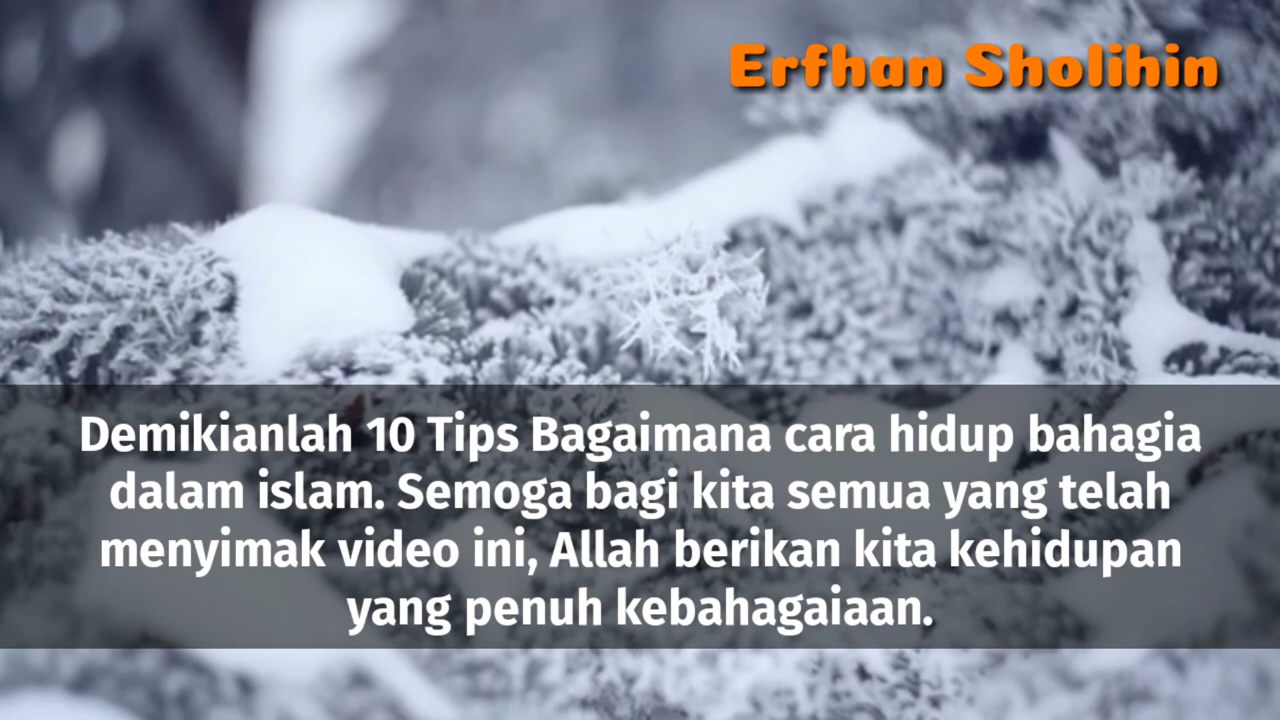 Erfhan Sholihin
Demikianlah 10 Tips Bagaimana cara hidup bahagia
dalam islam. Semoga bagi kita semua yang telah
menyimak video ini, Allah berikan kita kehidupan
yang penuh kebahagaiaan.